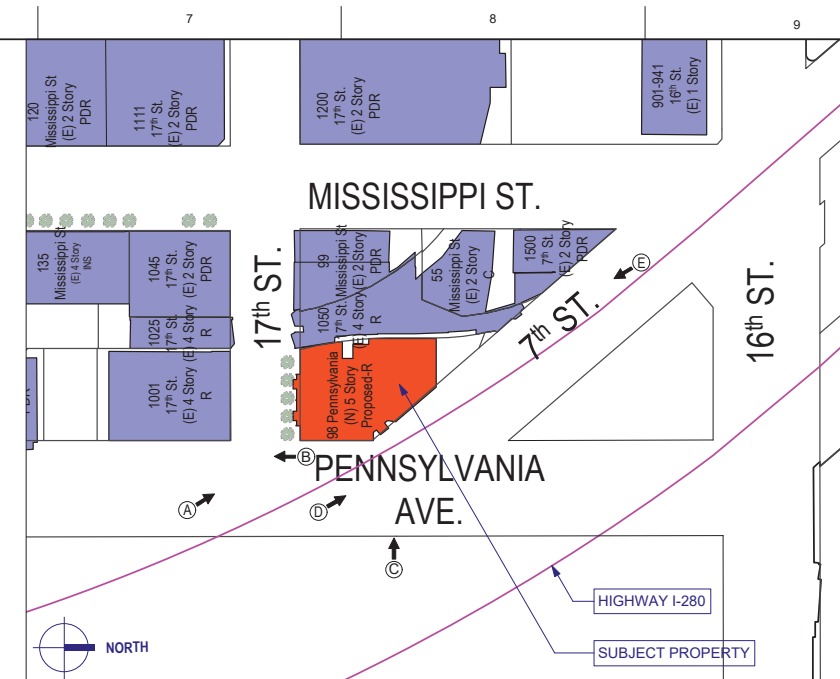 7
8
9
120
Mississippi St
(E) 2 Story
PDR
1111
17th St.
(E) 2 Story
PDR
1200
17th St.
(E) 2 Story
PDR
901-941
16th St.
(E) 1 Story
MISSISSIPPI ST.
135
Mississippi St
(E) 4 Story
INS
1045
17th St.
(E) 2 Story
PDR
1025
17th St.
(E) 4 Story
R
1001
17th St.
(E) 4 Story
R
PDR
17th ST.
99
Mississippi St
(E) 2 Story
PDR
1050
17th St.
(E) 4 Story
R
55
Mississippi St
(E) 2 Story
C
1500
7th St.
(E) 2 Story
PDR
E
7th ST.
16th ST.
98 Pennsylvania
(N) 5 Story
Proposed-R
B
PENNSYLVANIA
AVE.
A
D
C
HIGHWAY I-280
SUBJECT PROPERTY
NORTH